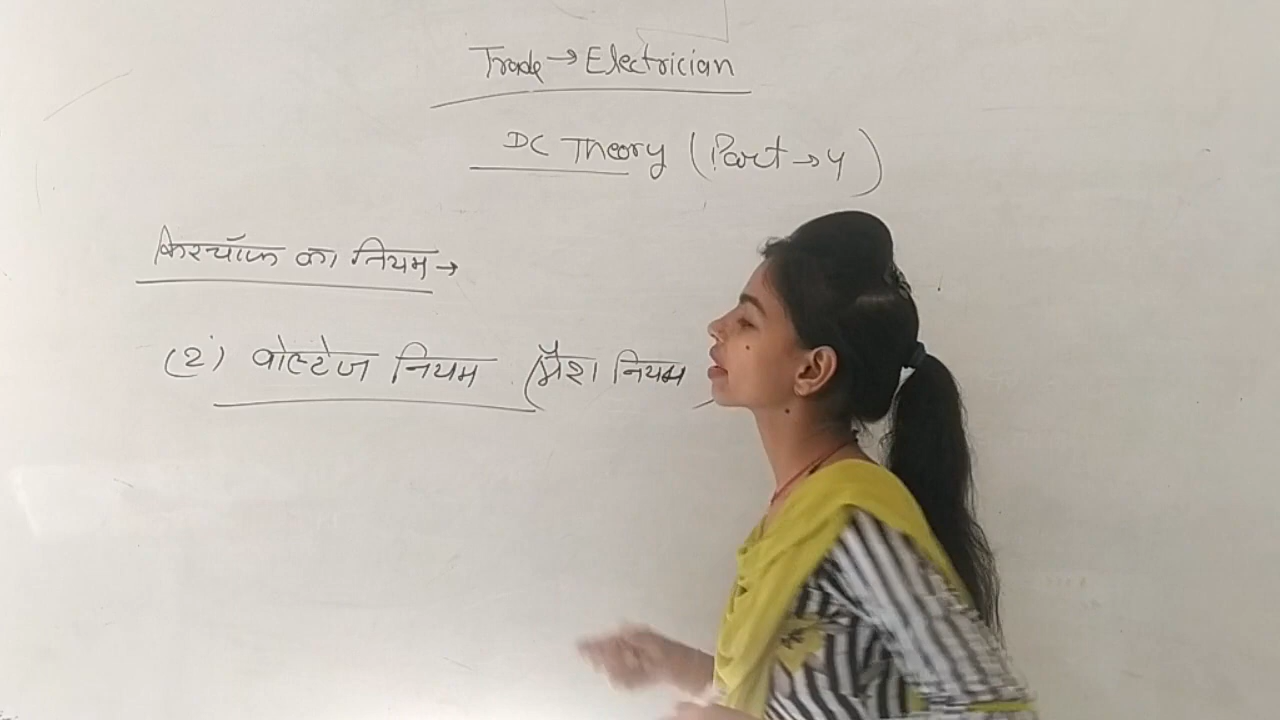 Trade → Electrician
DC Theory (Part → 4)
किरचॉफ का नियम →
(2) वोल्टेज नियम (मैश नियम)